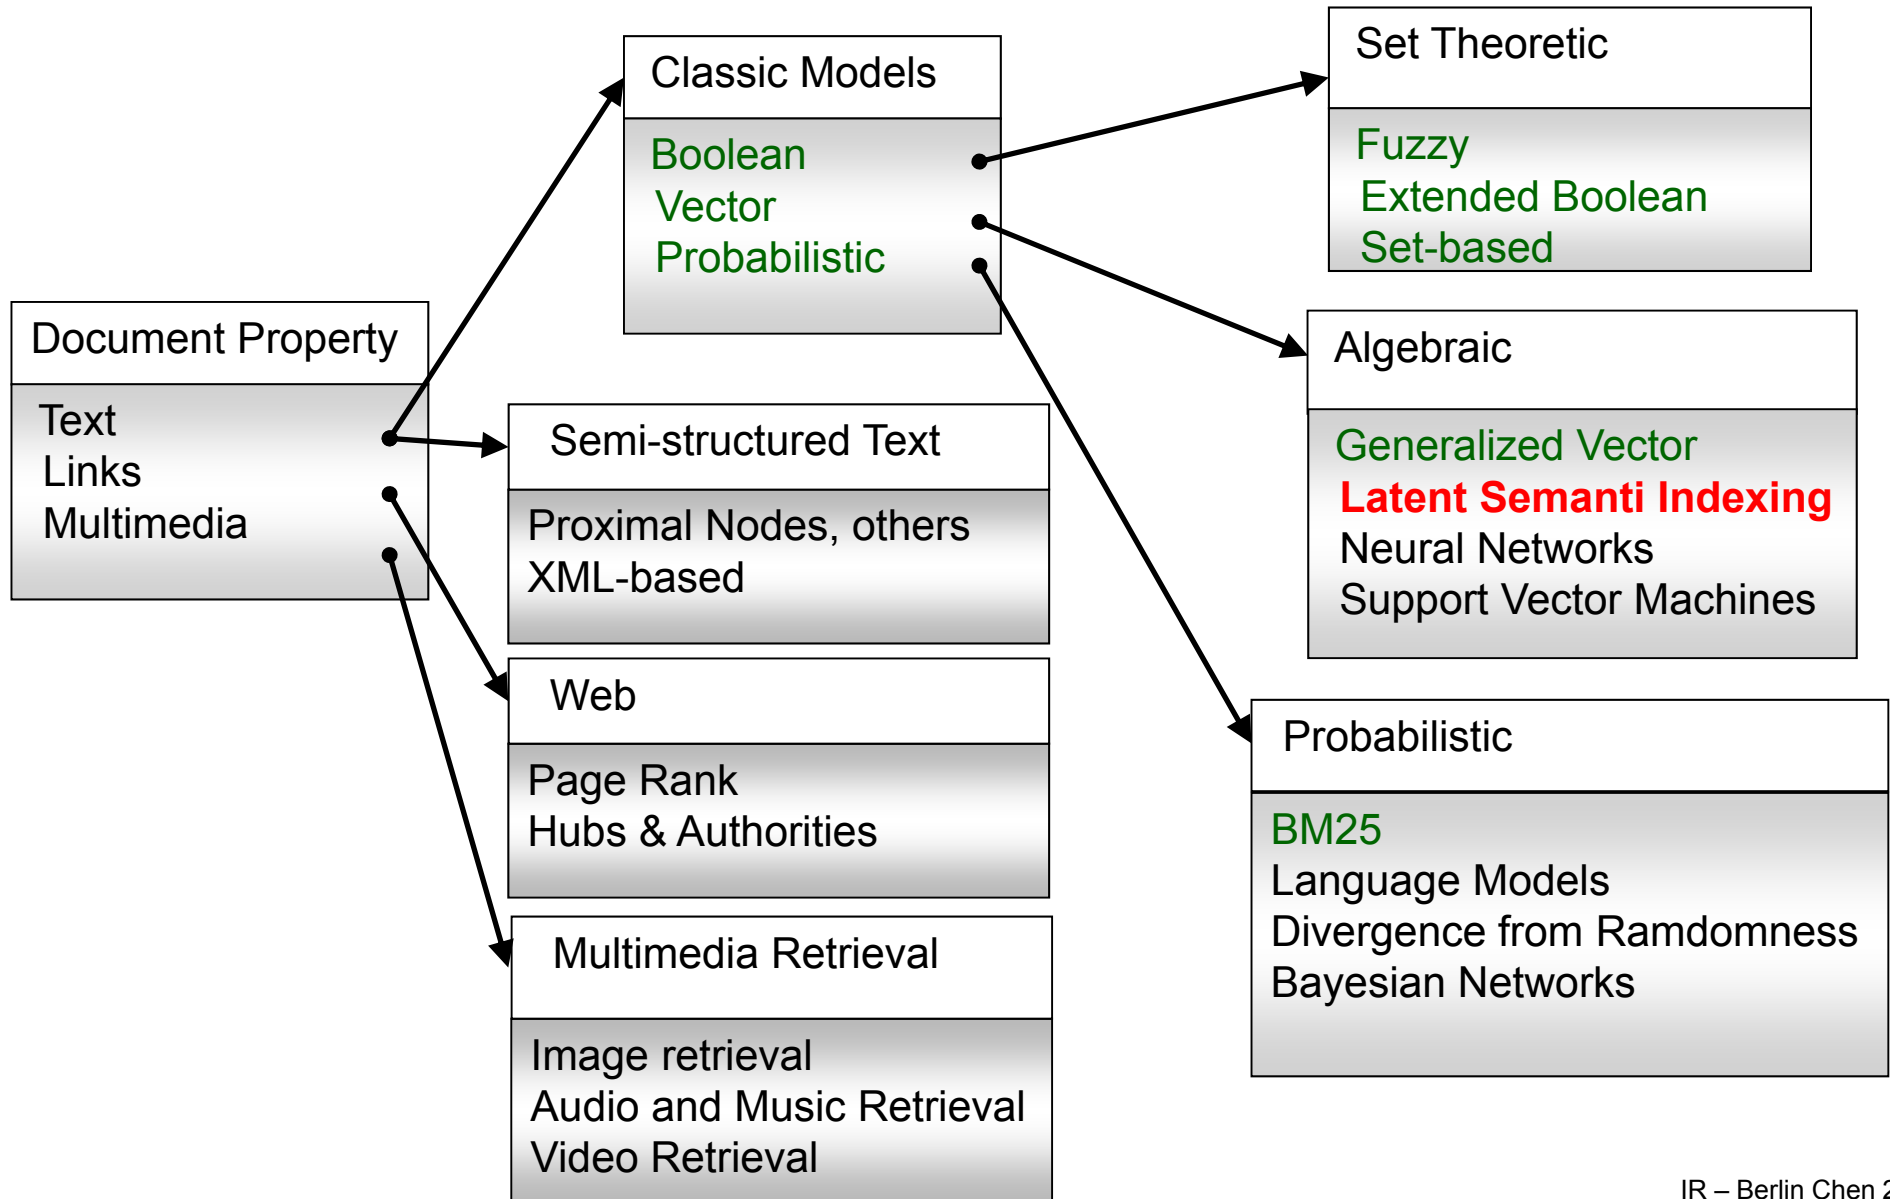 Document Property
Text
Links
Multimedia
Classic Models
Boolean
Vector
Probabilistic
Semi-structured Text
Proximal Nodes, others
XML-based
Web
Page Rank
Hubs & Authorities
Multimedia Retrieval
Image retrieval
Audio and Music Retrieval
Video Retrieval
Set Theoretic
Fuzzy
Extended Boolean
Set-based
Algebraic
Generalized Vector
Latent Semanti Indexing
Neural Networks
Support Vector Machines
Probabilistic
BM25
Language Models
Divergence from Ramdomness
Bayesian Networks
IR – Berlin Chen 2